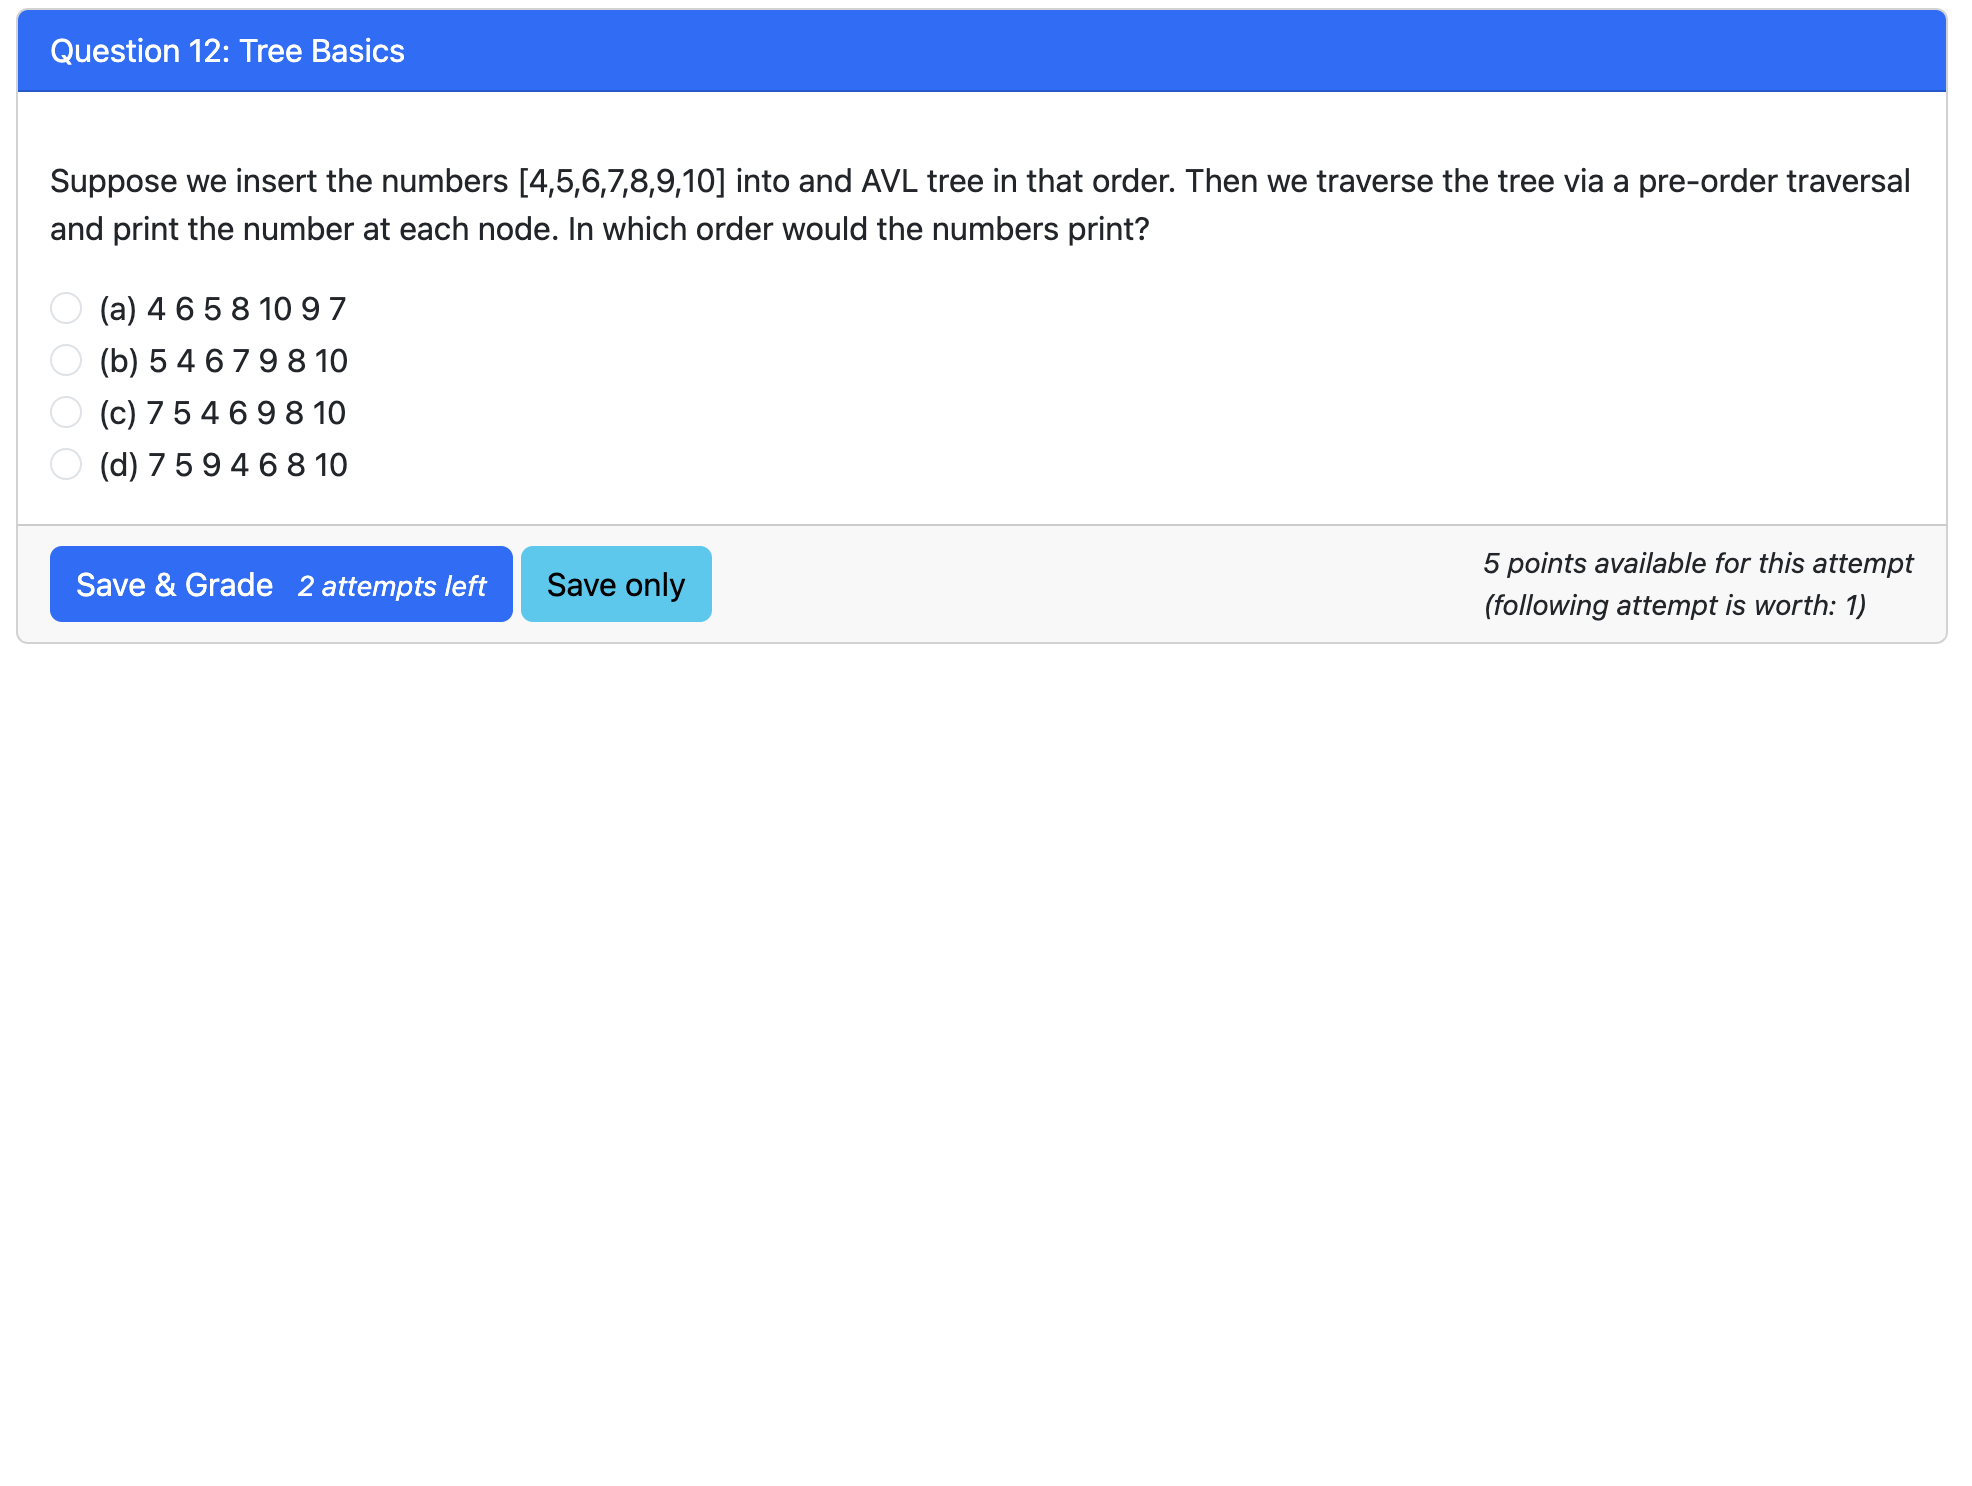 Question 12: Tree Basics
Suppose we insert the numbers [4,5,6,7,8,9,10] into and AVL tree in that order. Then we traverse the tree via a pre-order traversal
and print the number at each node. In which order would the numbers print?
(a) 4 6 5 8 10 9 7
(b) 5 4 6 7 9 8 10
(c) 7 5 4 6 9 8 10
(d) 7 5 9 4 6 8 10
Save & Grade 2 attempts left Save only
5 points available for this attempt
(following attempt is worth: 1)